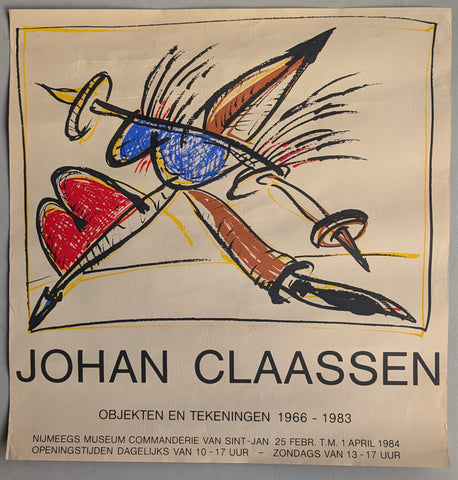 JOHAN CLAASSEN
OBJEKTEN EN TEKENINGEN 1966 - 1983
NIJMEEGS MUSEUM COMMANDERIE VAN SINT-JAN 25 FEBR. T.M. 1 APRIL 1984
OPENINGSTIJDEN DAGELIJKS VAN 10 - 17 UUR - ZONDAGS VAN 13 - 17 UUR